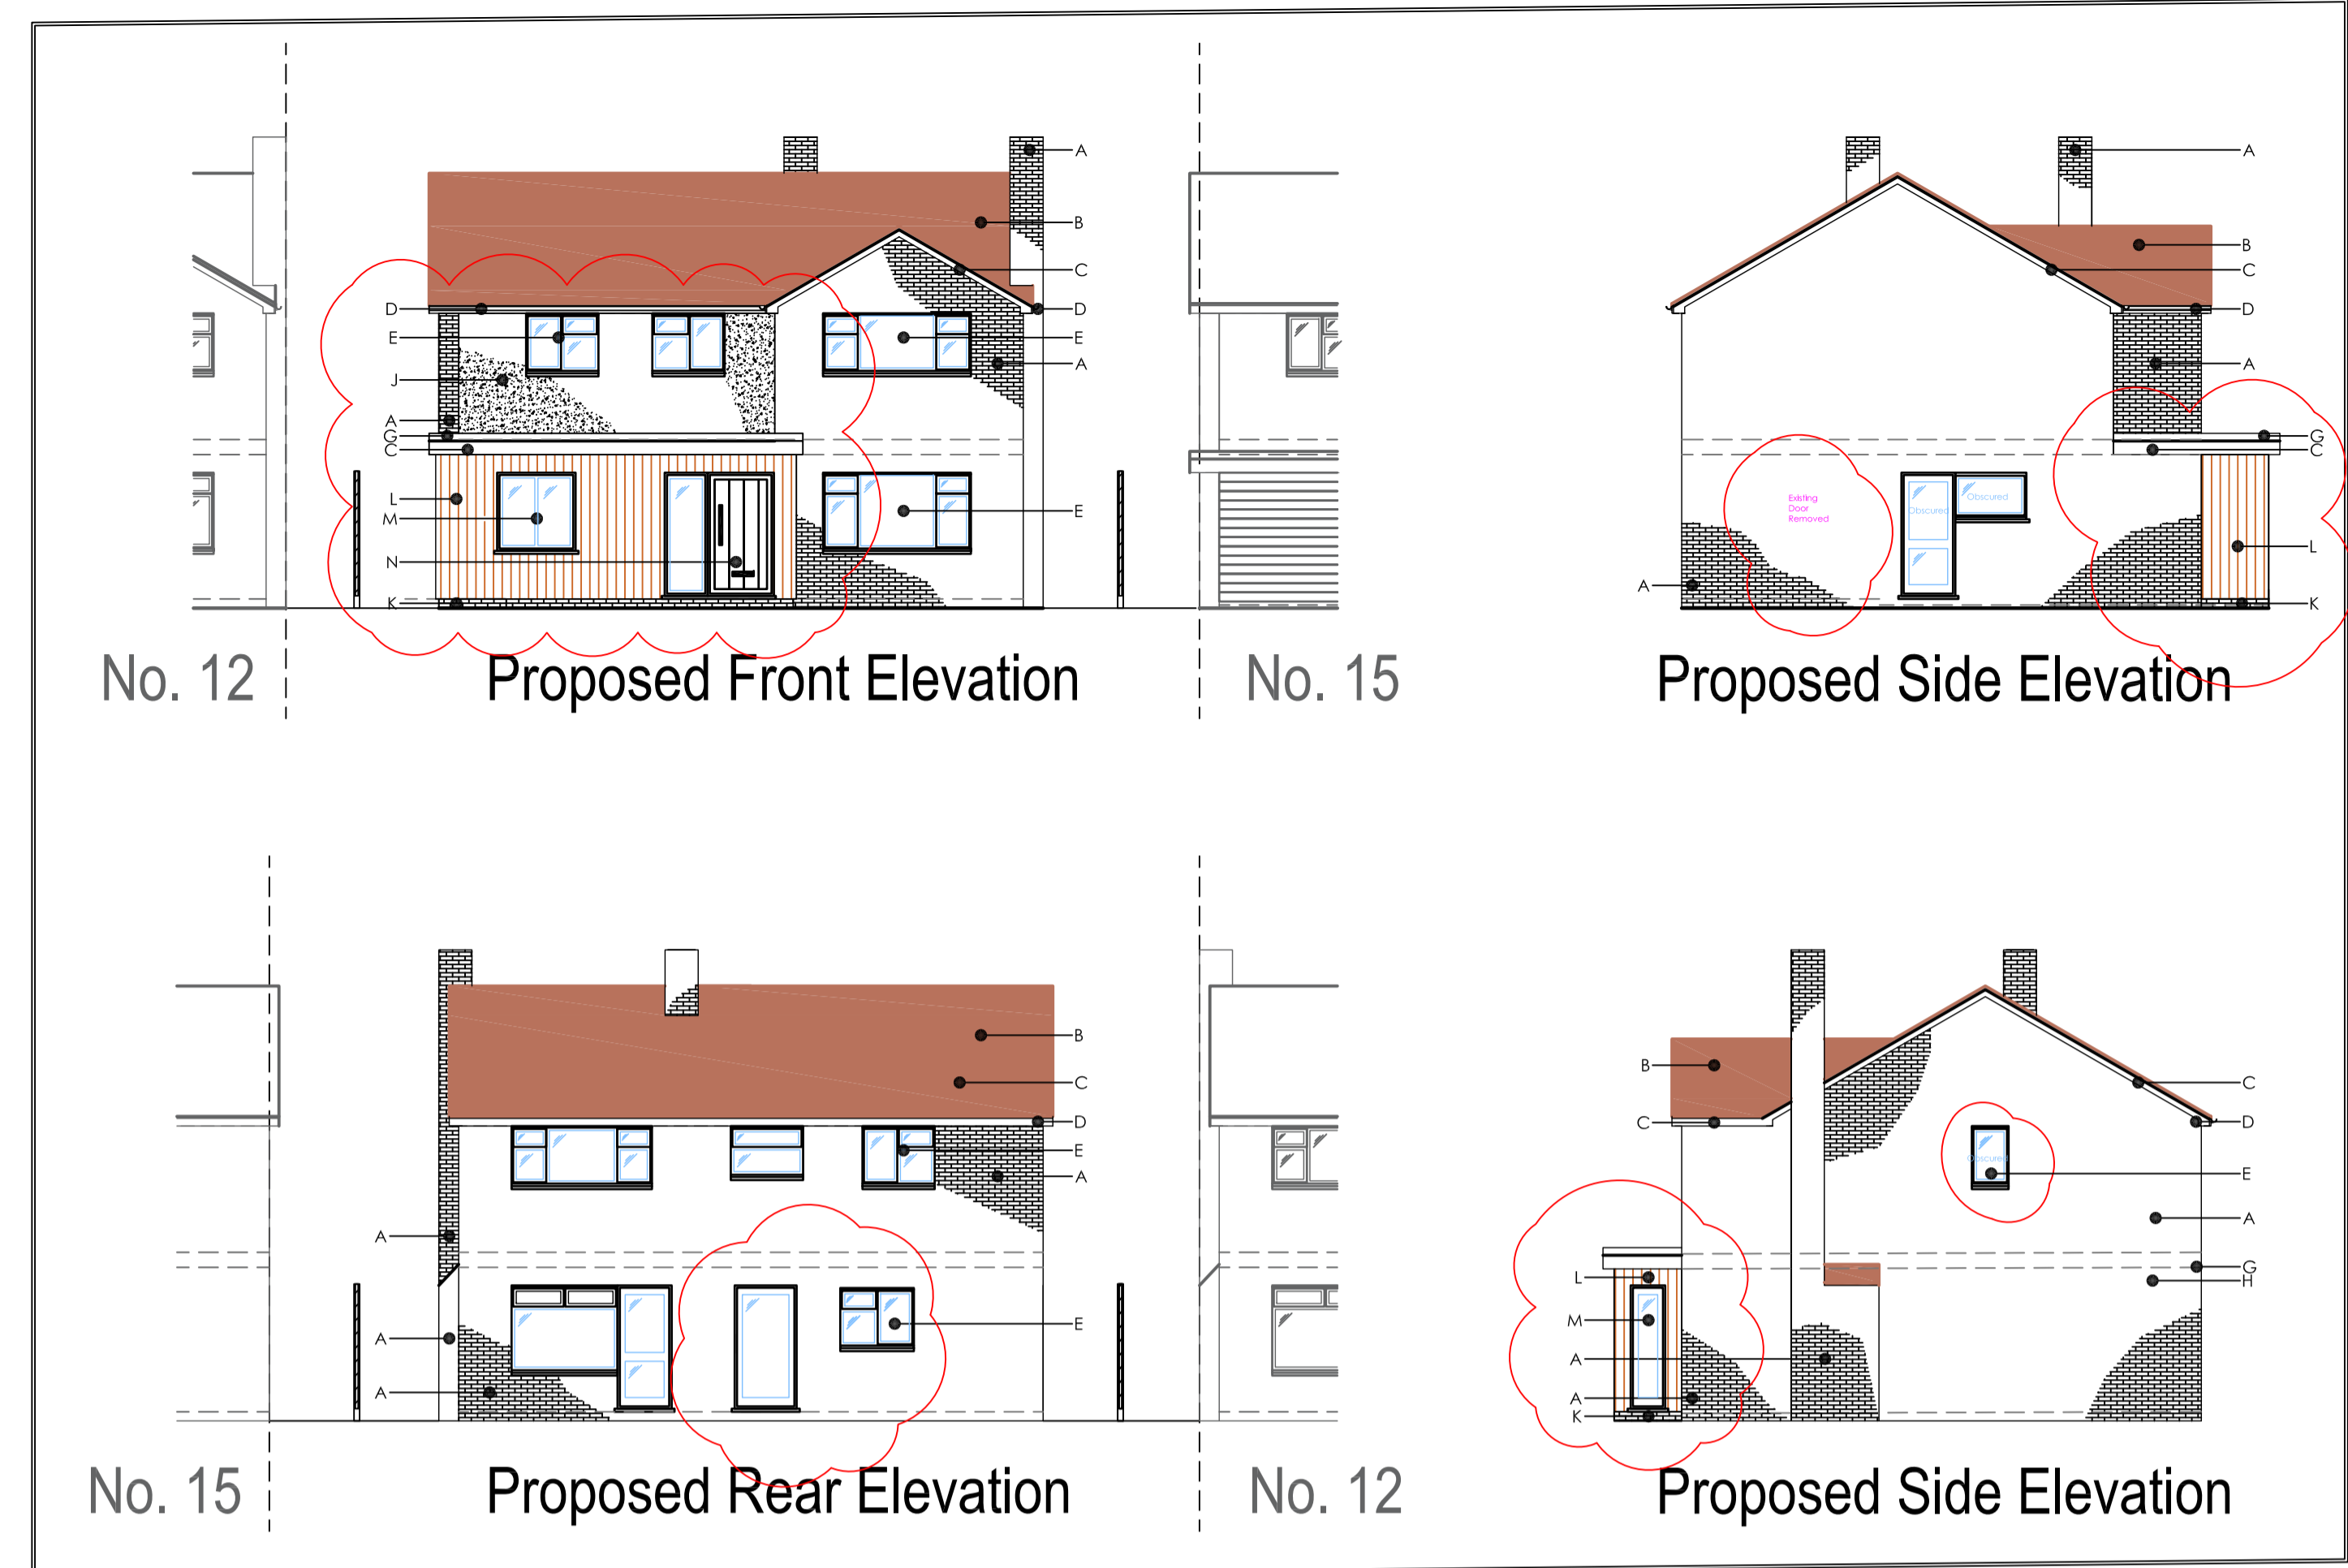 A
B
C
D
D
E
E
A
J
A
G
C
L
M
E
N
K
No. 12
Proposed Front Elevation
No. 15
A
B
C
D
A
G
C
Existing
Door
Removed
Obscured
Obscured
L
A
K
Proposed Side Elevation
B
C
D
E
A
A
E
A
A
No. 15
Proposed Rear Elevation
No. 12
B
C
C
D
Obscured
E
A
G
L
H
M
A
A
K
Proposed Side Elevation